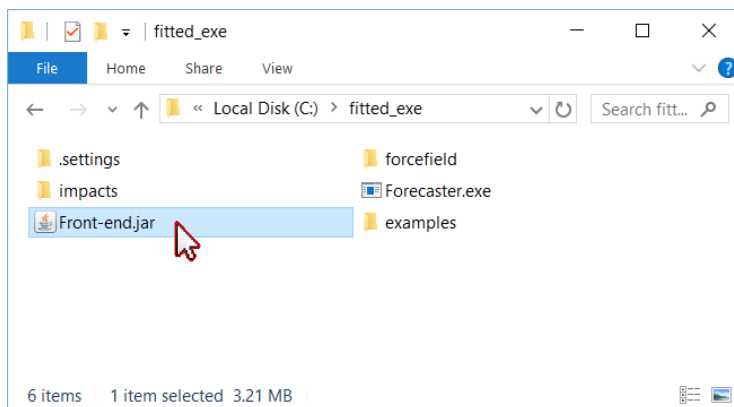 fitted_exe
File Home Share View ?
« Local Disk (C:) > fitted_exe Search fitt...
.settings forcefield
impacts Forecaster.exe
Front-end.jar examples
6 items 1 item selected 3.21 MB